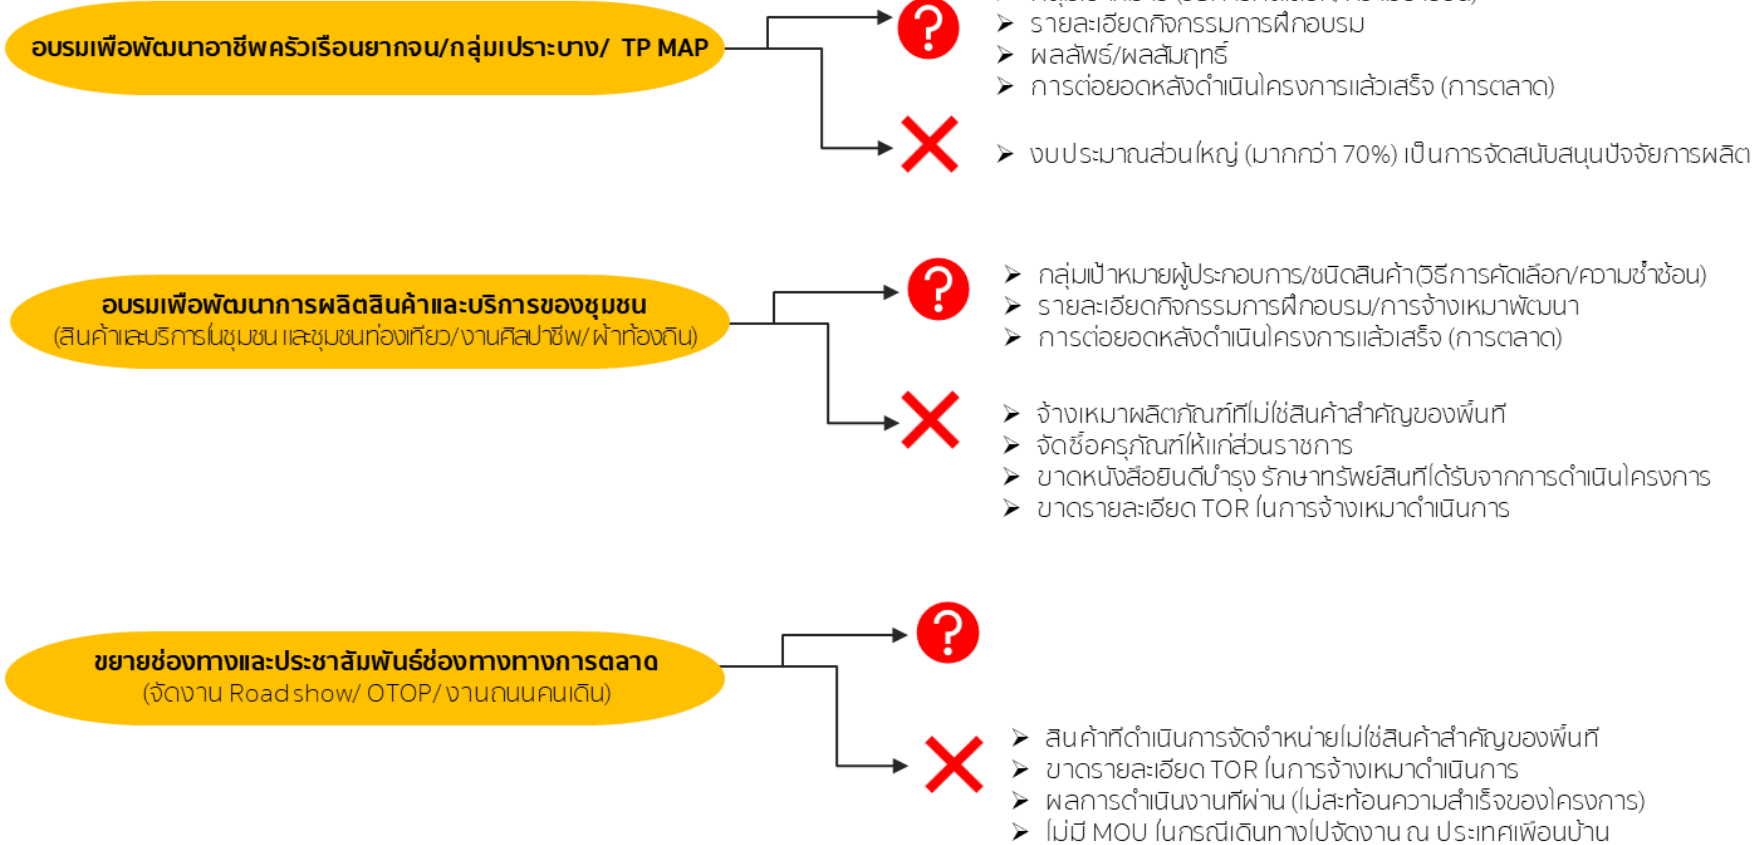 อบรมเพื่อพัฒนาอาชีพครัวเรือนยากจน/กลุ่มเปราะบาง/ TP MAP
➢ รายละเอียดกิจกรรมการฝึกอบรม
➢ ผลลัพธ์/ผลสัมฤทธิ์
➢ การต่อยอดหลังดำเนินโครงการแล้วเสร็จ (การตลาด)
➢ งบประมาณส่วนใหญ่ (มากกว่า 70%) เป็นการจัดสนับสนุนปัจจัยการผลิต
อบรมเพื่อพัฒนาการผลิตสินค้าและบริการของชุมชน
(สินค้าและบริการในชุมชน และชุมชนท่องเที่ยว/งานศิลปาชีพ/ผ้าท้องถิ่น)
➢ กลุ่มเป้าหมายผู้ประกอบการ/ชนิดสินค้า(วิธีการคัดเลือก/ความซ้ำซ้อน)
➢ รายละเอียดกิจกรรมการฝึกอบรม/การจ้างเหมาพัฒนา
➢ การต่อยอดหลังดำเนินโครงการแล้วเสร็จ (การตลาด)
➢ จ้างเหมาผลิตภัณฑ์ที่ไม่ใช่สินค้าสำคัญของพื้นที่
➢ จัดซื้อครุภัณฑ์ให้แก่ส่วนราชการ
➢ ขาดหนังสือยินดีบำรุง รักษาทรัพย์สินที่ได้รับจากการดำเนินโครงการ
➢ ขาดรายละเอียด TOR ในการจ้างเหมาดำเนินการ
ขยายช่องทางและประชาสัมพันธ์ช่องทางทางการตลาด
(จัดงาน Road show/ OTOP/ งานถนนคนเดิน)
➢ สินค้าที่ดำเนินการจัดจำหน่ายไม่ใช่สินค้าสำคัญของพื้นที่
➢ ขาดรายละเอียด TOR ในการจ้างเหมาดำเนินการ
➢ ผลการดำเนินงานที่ผ่าน (ไม่สะท้อนความสำเร็จของโครงการ)
➢ ไม่มี MOU ในกรณีเดินทางไปจัดงาน ณ ประเทศเพื่อนบ้าน